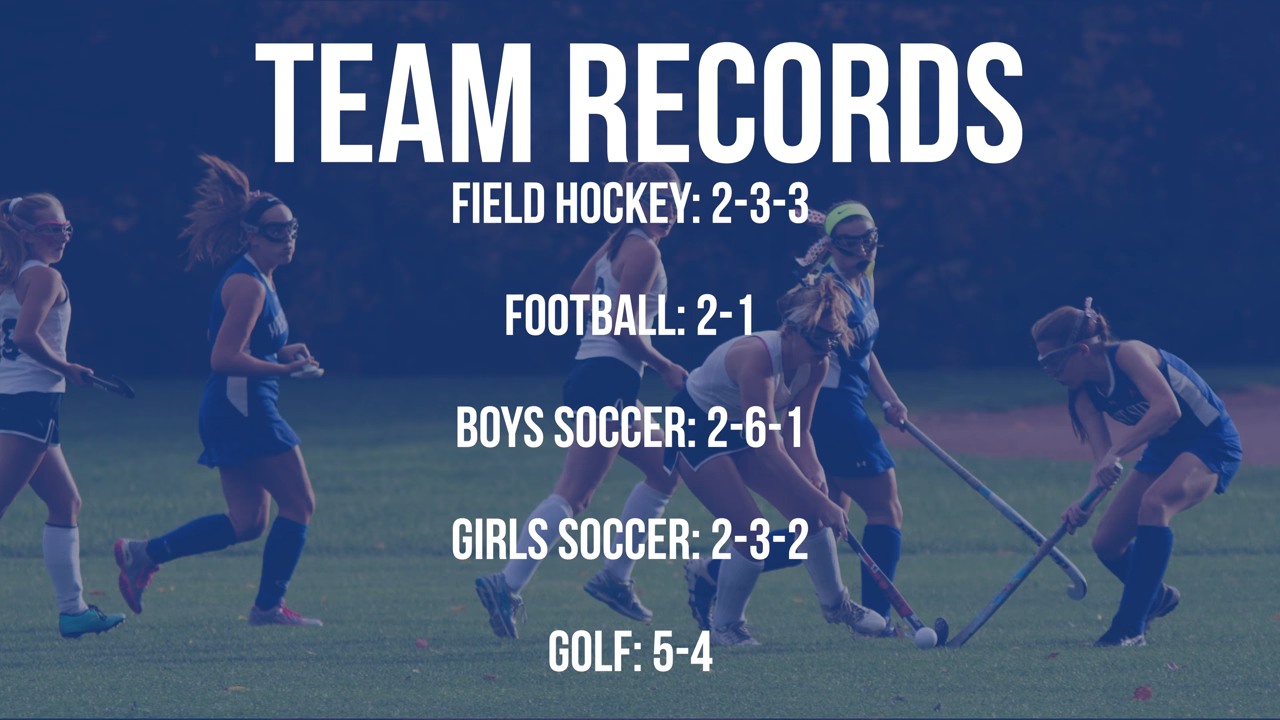 TEAM RECORDS
FIELD HOCKEY: 2-3-3
FOOTBALL: 2-1
BOYS SOCCER: 2-6-1
GIRLS SOCCER: 2-3-2
GOLF: 5-4